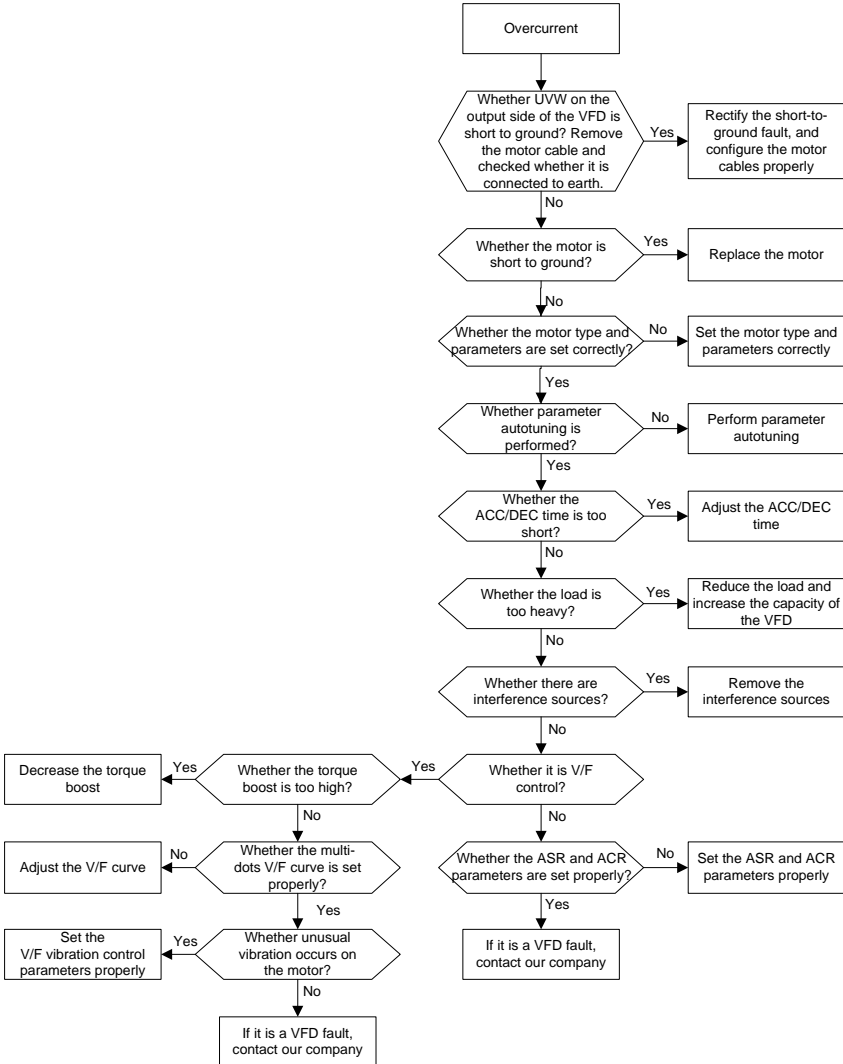 Overcurrent
Whether UVW on the
output side of the VFD is
short to ground? Remove
the motor cable and
checked whether it is
connected to earth.
Yes
Rectify the short-to-
ground fault, and
configure the motor
cables properly
No
Whether the motor is
short to ground?
Yes
Replace the motor
No
Whether the motor type and
parameters are set correctly?
No
Set the motor type and
parameters correctly
Yes
Whether parameter
autotuning is
performed?
No
Perform parameter
autotuning
Yes
Whether the
ACC/DEC time is too
short?
Yes
Adjust the ACC/DEC
time
No
Whether the load is
too heavy?
Yes
Reduce the load and
increase the capacity of
the VFD
No
Whether there are
interference sources?
Yes
Remove the
interference sources
No
Whether it is V/F
control?
Yes
Whether the torque
boost is too high?
Yes
Decrease the torque
boost
No
Whether the multi-
dots V/F curve is set
properly?
No
Adjust the V/F curve
Yes
Whether unusual
vibration occurs on
the motor?
Yes
Set the
V/F vibration control
parameters properly
No
If it is a VFD fault,
contact our company
No
Whether the ASR and ACR
parameters are set properly?
No
Set the ASR and ACR
parameters properly
Yes
If it is a VFD fault,
contact our company